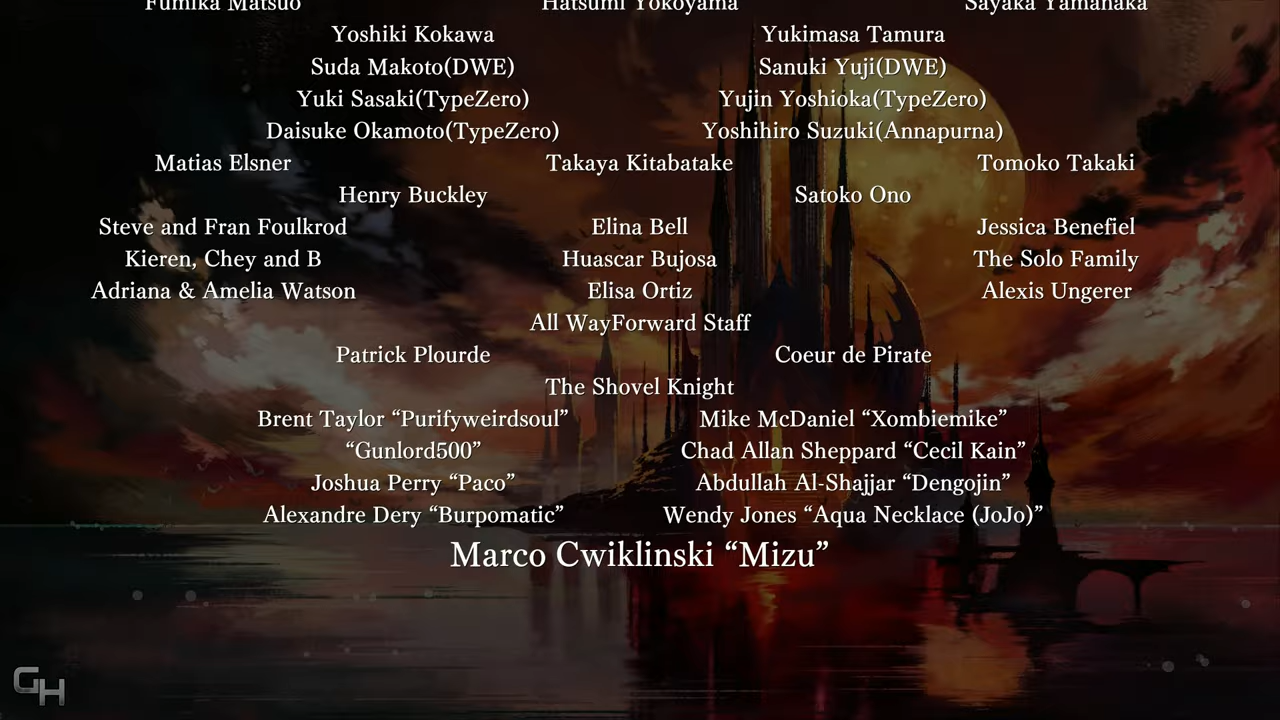 Fumika Matsuo Hatsumi Yokoyama Sayaka Yamanaka
Yoshiki Kokawa Yukimasa Tamura
Suda Makoto(DWE) Sanuki Yuji(DWE)
Yuki Sasaki(TypeZero) Yujin Yoshioka(TypeZero)
Daisuke Okamoto(TypeZero) Yoshihiro Suzuki(Annapurna)
Matias Elsner Takaya Kitabatake Tomoko Takaki
Henry Buckley Satoko Ono
Steve and Fran Foulkrod Elina Bell Jessica Benefiel
Kieren, Chey and B Huascar Bujosa The Solo Family
Adriana & Amelia Watson Elisa Ortiz Alexis Ungerer
All WayForward Staff
Patrick Plourde Coeur de Pirate
The Shovel Knight
Brent Taylor “Purifyweirdsoul” Mike McDaniel “Xombiemike”
“Gunlord500” Chad Allan Sheppard “Cecil Kain”
Joshua Perry “Paco” Abdullah Al-Shajjar “Dengojin”
Alexandre Dery “Burpomatic” Wendy Jones “Aqua Necklace (JoJo)”
Marco Cwiklinski “Mizu”
GH